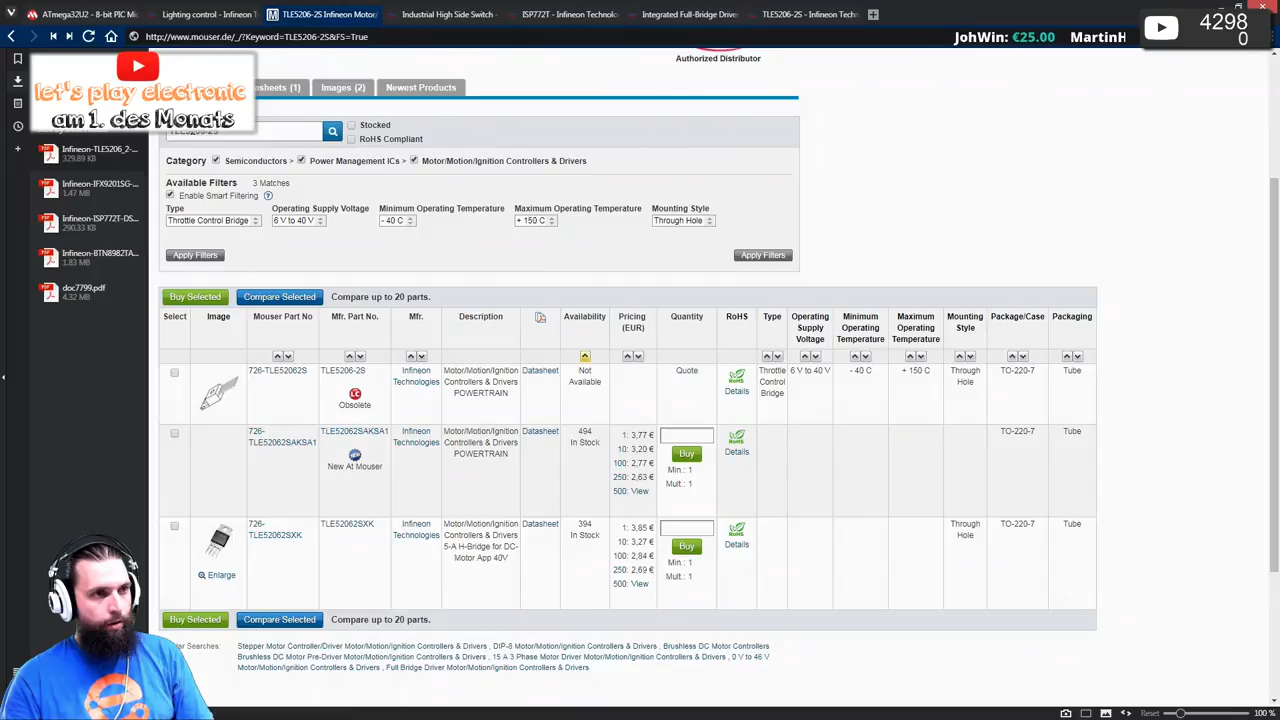 ATmega32U2 - 8-bit PIC Mi
Lighting control - Infineon T
TLE5206-2S Infineon Motor/
Industrial High Side Switch -
ISP772T - Infineon Technolo
Integrated Full-Bridge Driver
TLE5206-2S - Infineon Techn
http://www.mouser.de/_/?Keyword=TLE5206-2S&FS=True
JohWin: €25.00 MartinH
4298
0
let's play electronic
am 1. des Monats
Authorized Distributor
sheets (1)
Images (2)
Newest Products
TLE5206-2S
Stocked
RoHS Compliant
Category Semiconductors > Power Management ICs > Motor/Motion/Ignition Controllers & Drivers
Available Filters 3 Matches
Enable Smart Filtering
Type Operating Supply Voltage Minimum Operating Temperature Maximum Operating Temperature Mounting Style
Throttle Control Bridge 6 V to 40 V - 40 C + 150 C Through Hole
Apply Filters Apply Filters
Infineon-TLE5206_2-...
329.89 KB
Infineon-IFX9201SG-...
1.47 MB
Infineon-ISP772T-DS...
290.33 KB
Infineon-BTN8982TA...
1.83 MB
doc7799.pdf
4.32 MB
Buy Selected Compare Selected Compare up to 20 parts.
Select
Image
Mouser Part No
Mfr. Part No.
Mfr.
Description
Availability
Pricing
(EUR)
Quantity
RoHS
Type
Operating
Supply
Voltage
Minimum
Operating
Temperature
Maximum
Operating
Temperature
Mounting
Style
Package/Case
Packaging
726-TLE52062S
TLE5206-2S
Obsolete
Infineon
Technologies
Motor/Motion/Ignition
Controllers & Drivers
POWERTRAIN
Datasheet
Not
Available
Quote
RoHS
Details
Throttle
Control
Bridge
6 V to 40 V
- 40 C
+ 150 C
Through
Hole
TO-220-7
Tube
726-
TLE52062SAKSA1
TLE52062SAKSA1
New At Mouser
Infineon
Technologies
Motor/Motion/Ignition
Controllers & Drivers
POWERTRAIN
Datasheet
494
In Stock
1: 3,77 €
10: 3,20 €
100: 2,77 €
250: 2,63 €
500: View
Buy
Min.: 1
Mult.: 1
RoHS
Details
TO-220-7
Tube
726-
TLE52062SXK
Enlarge
TLE52062SXK
Infineon
Technologies
Motor/Motion/Ignition
Controllers & Drivers
5-A H-Bridge for DC-
Motor App 40V
Datasheet
394
In Stock
1: 3,85 €
10: 3,27 €
100: 2,84 €
250: 2,69 €
500: View
Buy
Min.: 1
Mult.: 1
RoHS
Details
Through
Hole
TO-220-7
Tube
Buy Selected Compare Selected Compare up to 20 parts.
Searches:
Stepper Motor Controller/Driver Motor/Motion/Ignition Controllers & Drivers , DIP-8 Motor/Motion/Ignition Controllers & Drivers , Brushless DC Motor Controllers
Brushless DC Motor Pre-Driver Motor/Motion/Ignition Controllers & Drivers , 15 A 3 Phase Motor Driver Motor/Motion/Ignition Controllers & Drivers , 0 V to 46 V
Motor/Motion/Ignition Controllers & Drivers , Full Bridge Driver Motor/Motion/Ignition Controllers & Drivers
Reset
100 %